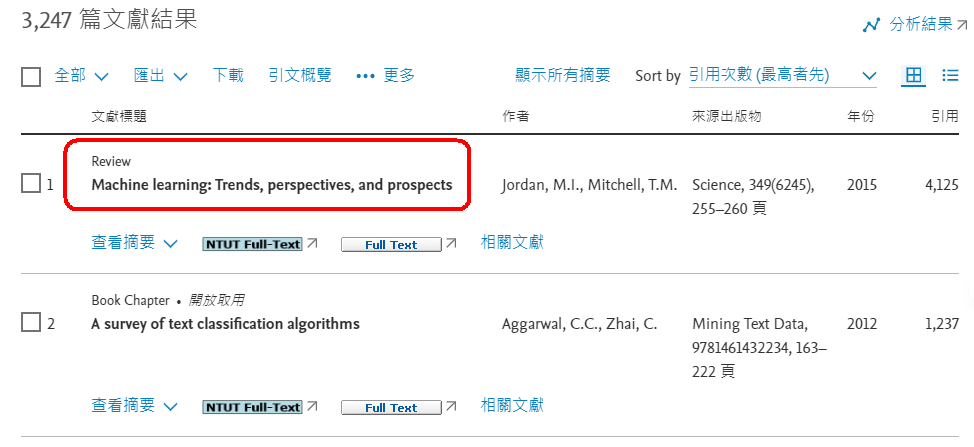 3,247 篇文獻結果
分析結果
全部 匯出 下載 引文概覽 ••• 更多 顯示所有摘要 Sort by 引用次數 (最高者先)
文獻標題 作者 來源出版物 年份 引用
Review
1 Machine learning: Trends, perspectives, and prospects Jordan, M.I., Mitchell, T.M. Science, 349(6245), 2015 4,125
255–260 頁
查看摘要 NTUT Full-Text Full Text 相關文獻
Book Chapter • 開放取用
2 A survey of text classification algorithms Aggarwal, C.C., Zhai, C. Mining Text Data, 2012 1,237
9781461432234, 163–
222 頁
查看摘要 NTUT Full-Text Full Text 相關文獻